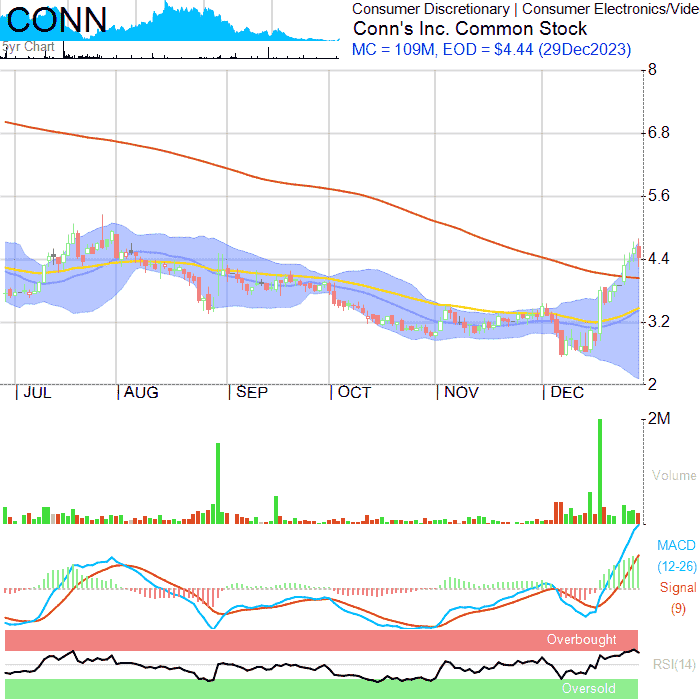 CONN
5yr Chart
Consumer Discretionary | Consumer Electronics/Vide
Conn's Inc. Common Stock
MC = 109M, EOD = $4.44 (29Dec2023)
8
6.8
5.6
4.4
3.2
2
JUL AUG SEP OCT NOV DEC
2M
Volume
MACD
(12-26)
Signal
(9)
Overbought
RSI(14)
Oversold